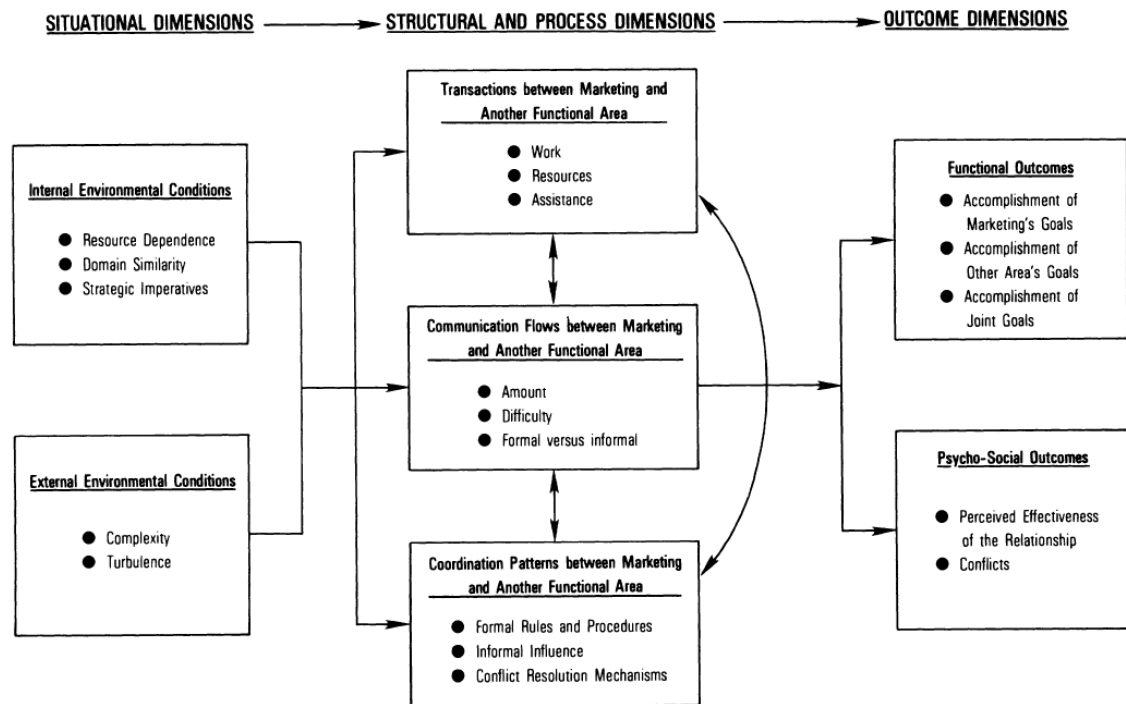 SITUATIONAL DIMENSIONS
STRUCTURAL AND PROCESS DIMENSIONS
OUTCOME DIMENSIONS
Internal Environmental Conditions
● Resource Dependence
● Domain Similarity
● Strategic Imperatives
External Environmental Conditions
● Complexity
● Turbulence
Transactions between Marketing and
Another Functional Area
● Work
● Resources
● Assistance
Communication Flows between Marketing
and Another Functional Area
● Amount
● Difficulty
● Formal versus informal
Coordination Patterns between Marketing
and Another Functional Area
● Formal Rules and Procedures
● Informal Influence
● Conflict Resolution Mechanisms
Functional Outcomes
● Accomplishment of
Marketing's Goals
● Accomplishment of
Other Area's Goals
● Accomplishment of
Joint Goals
Psycho-Social Outcomes
● Perceived Effectiveness
of the Relationship
● Conflicts